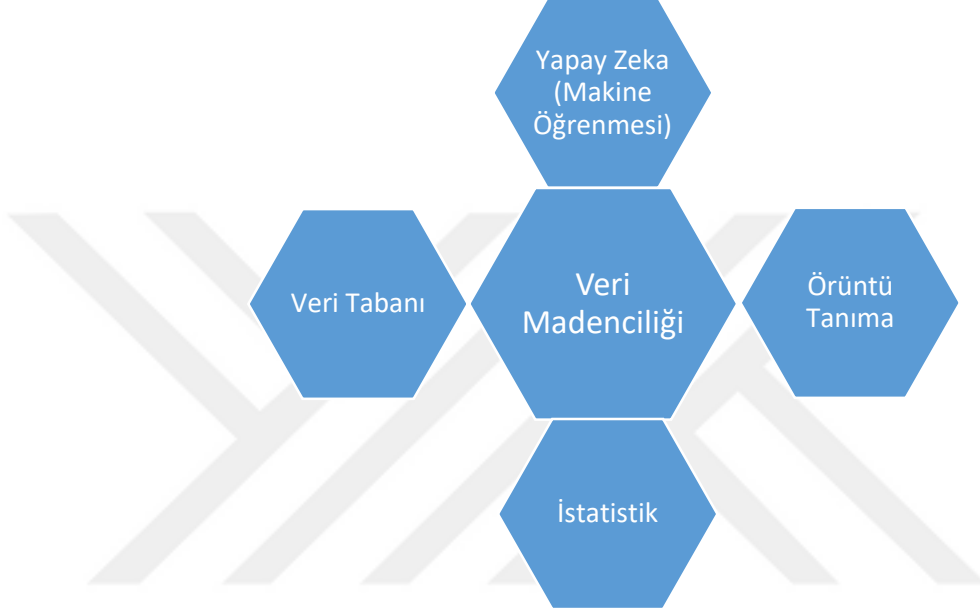 Yapay Zeka
(Makine
Öğrenmesi)
Veri Tabanı
Veri
Madenciliği
Örüntü
Tanıma
İstatistik